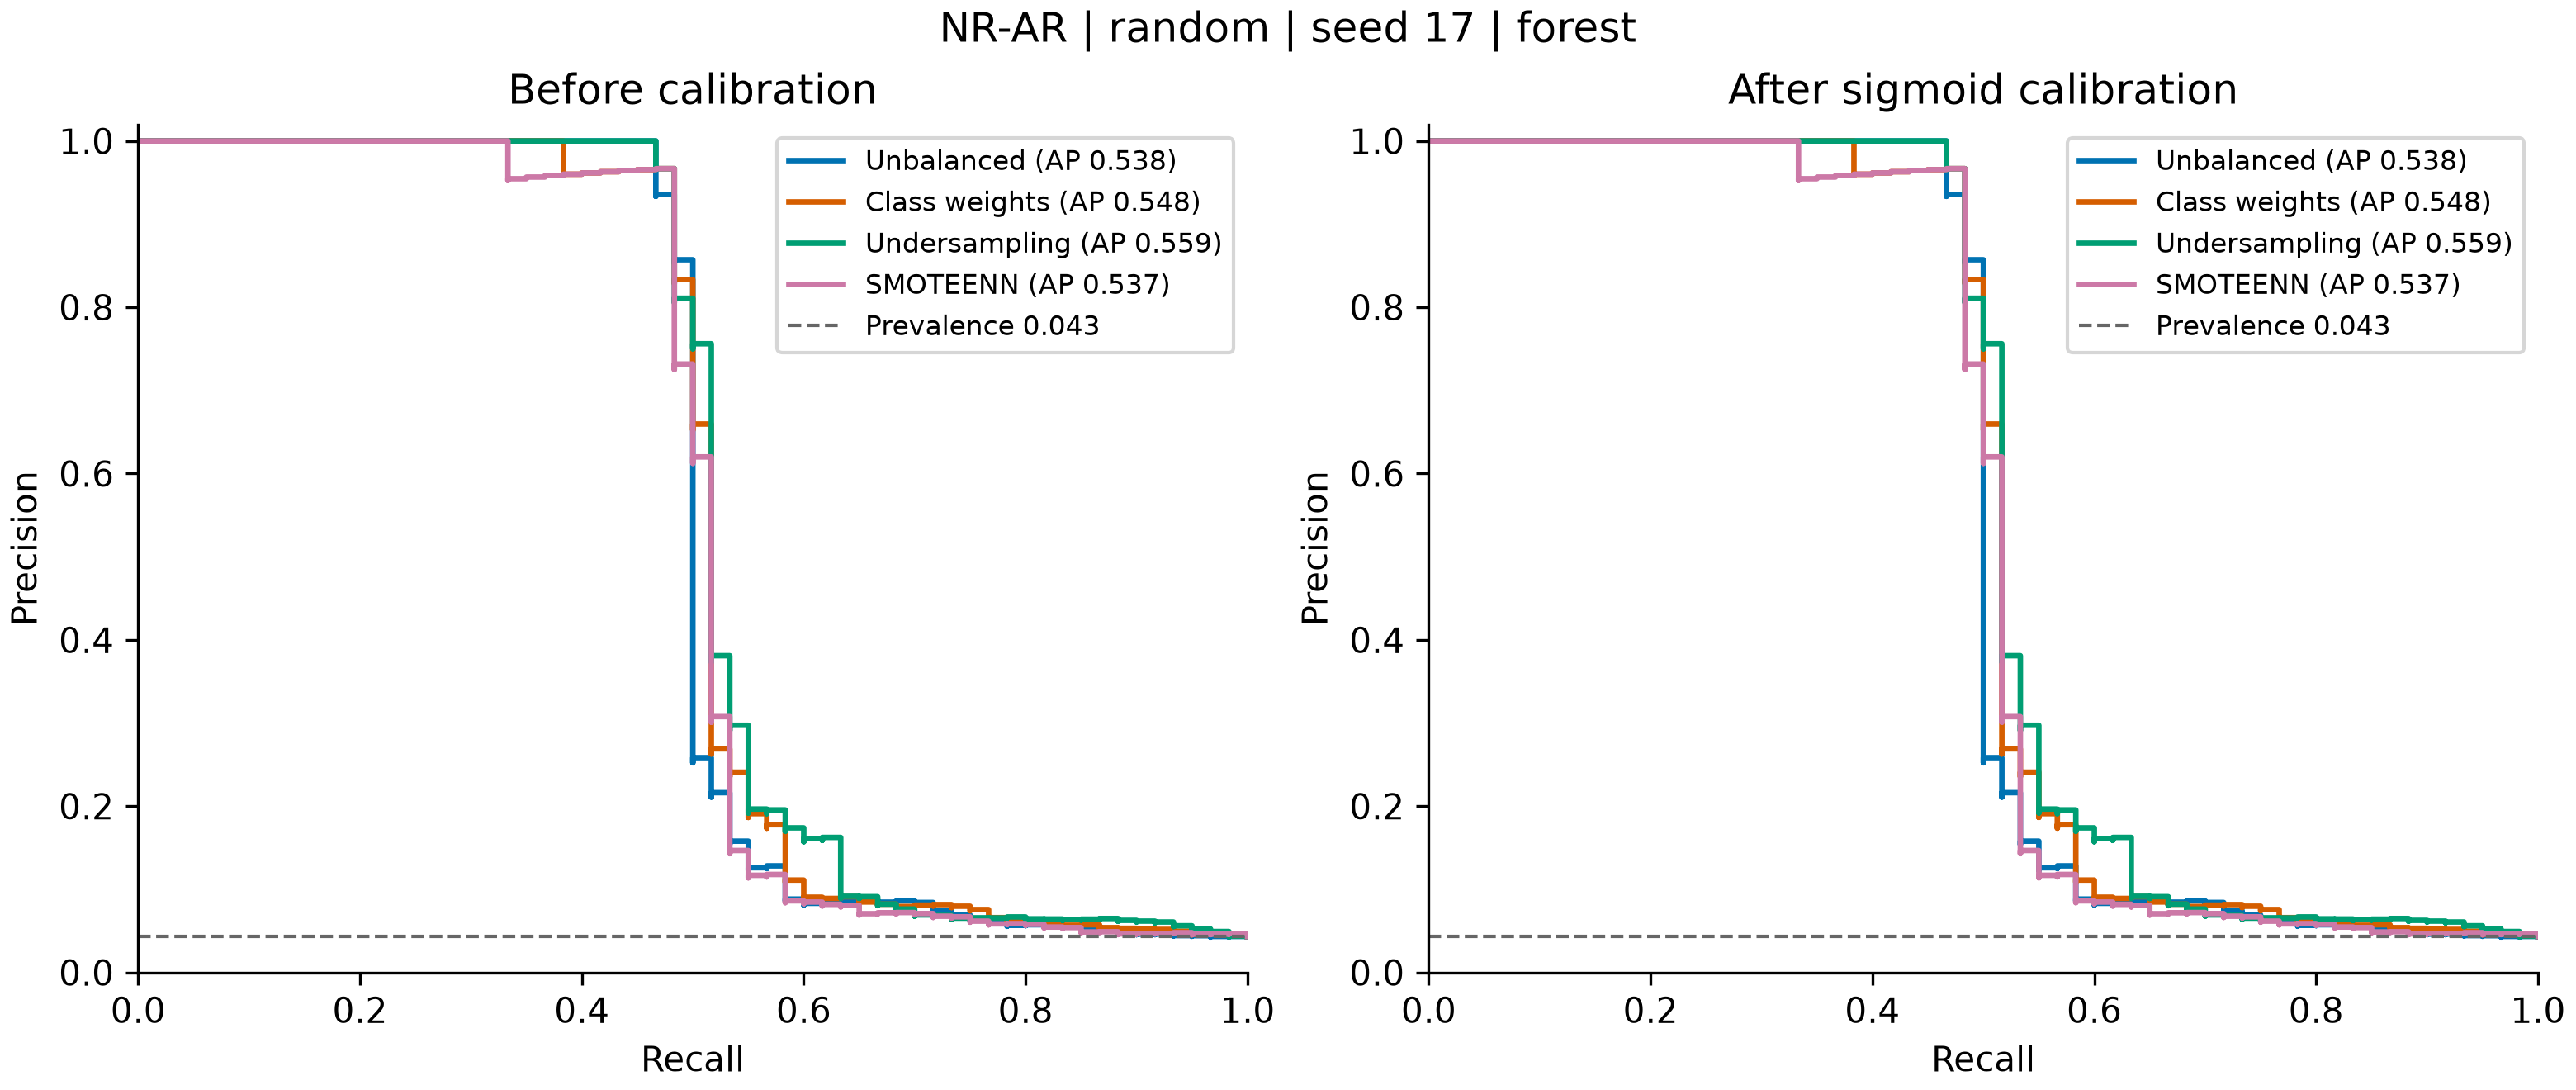 NR-AR | random | seed 17 | forest
Before calibration
1.0
0.8
0.6
0.4
0.2
0.0
Precision
0.0 0.2 0.4 0.6 0.8 1.0
Recall
Unbalanced (AP 0.538)
Class weights (AP 0.548)
Undersampling (AP 0.559)
SMOTEENN (AP 0.537)
Prevalence 0.043
After sigmoid calibration
1.0
0.8
0.6
0.4
0.2
0.0
Precision
0.0 0.2 0.4 0.6 0.8 1.0
Recall
Unbalanced (AP 0.538)
Class weights (AP 0.548)
Undersampling (AP 0.559)
SMOTEENN (AP 0.537)
Prevalence 0.043